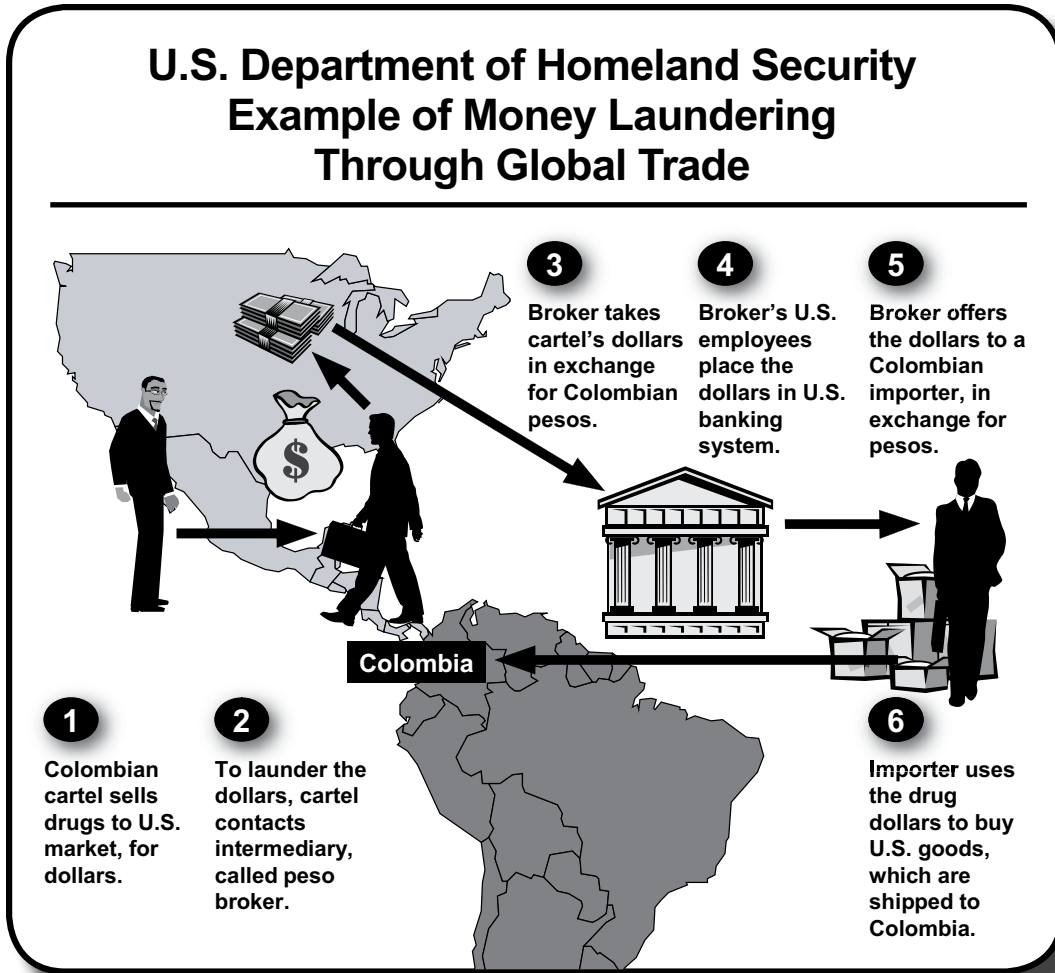 U.S. Department of Homeland Security
Example of Money Laundering
Through Global Trade
3
Broker takes
cartel's dollars
in exchange
for Colombian
pesos.
4
Broker's U.S.
employees
place the
dollars in U.S.
banking
system.
5
Broker offers
the dollars to a
Colombian
importer, in
exchange for
pesos.
$
Colombia
1
Colombian
cartel sells
drugs to U.S.
market, for
dollars.
2
To launder the
dollars, cartel
contacts
intermediary,
called peso
broker.
6
Importer uses
the drug
dollars to buy
U.S. goods,
which are
shipped to
Colombia.